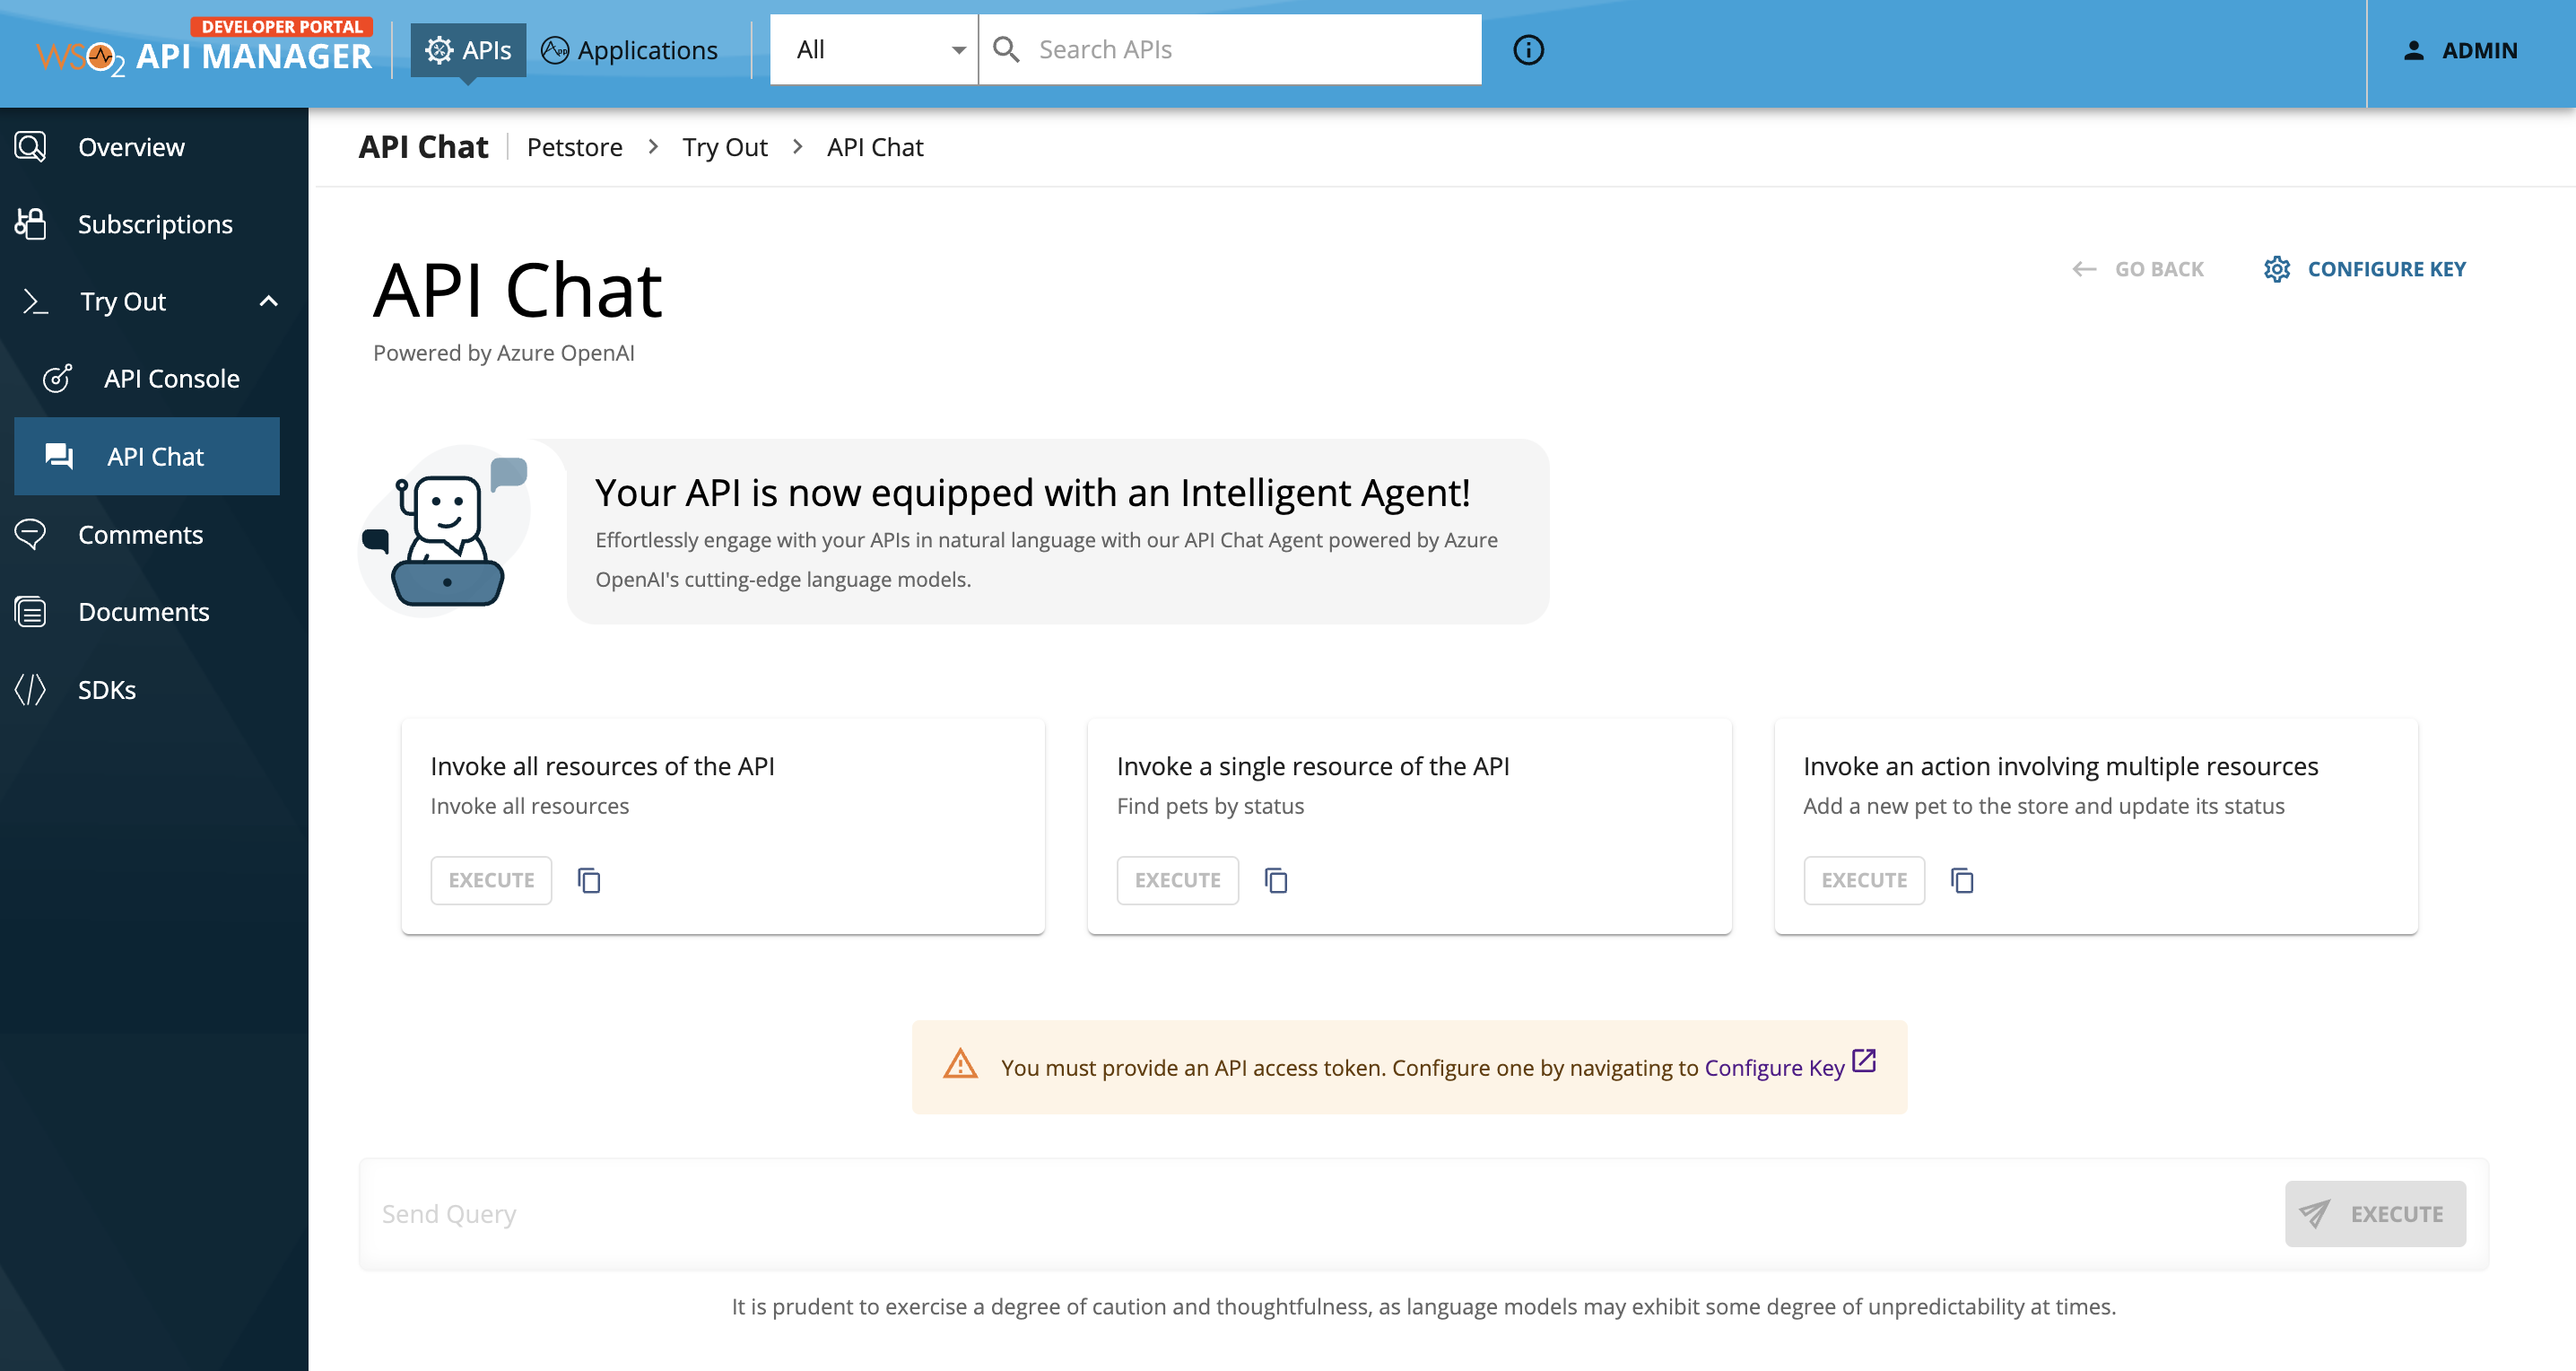 DEVELOPER PORTAL
WSO2 API MANAGER
APIs
App
Applications
All
Search APIs
ADMIN
Overview
Subscriptions
Try Out
API Console
API Chat
Comments
Documents
SDKs
API Chat
Petstore > Try Out > API Chat
API Chat
Powered by Azure OpenAI
GO BACK
CONFIGURE KEY
Your API is now equipped with an Intelligent Agent!
Effortlessly engage with your APIs in natural language with our API Chat Agent powered by Azure
OpenAI's cutting-edge language models.
Invoke all resources of the API
Invoke all resources
EXECUTE
Invoke a single resource of the API
Find pets by status
EXECUTE
Invoke an action involving multiple resources
Add a new pet to the store and update its status
EXECUTE
You must provide an API access token. Configure one by navigating to Configure Key
Send Query
EXECUTE
It is prudent to exercise a degree of caution and thoughtfulness, as language models may exhibit some degree of unpredictability at times.